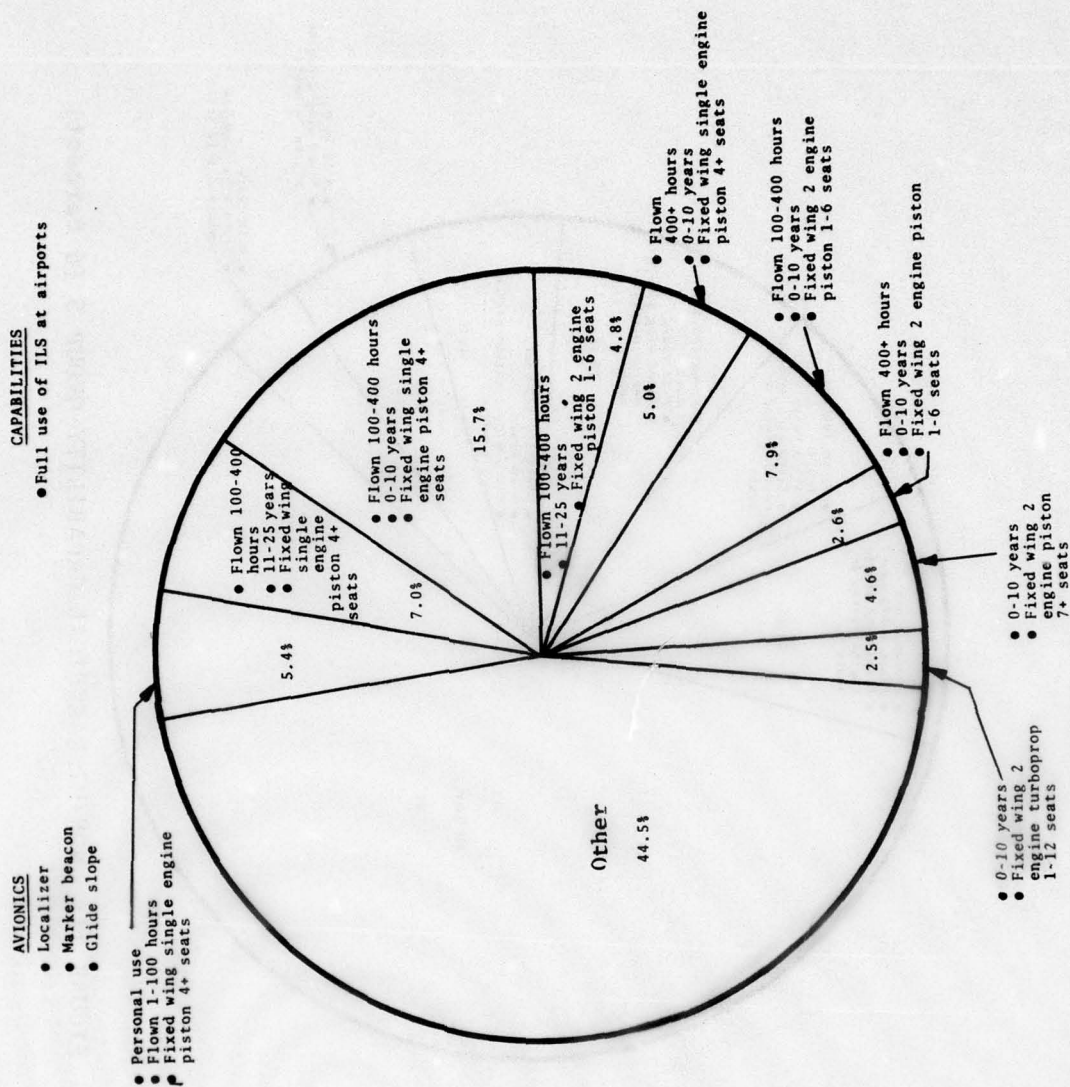 AVIONICS
● Localizer
● Marker beacon
● Glide slope
CAPABILITIES
● Full use of ILS at airports
● Personal use
● Flown 1-100 hours
● Fixed wing single engine
piston 4+ seats
5.4%
● Flown 100-400
hours
● 11-25 years
● Fixed wing
single
engine
piston 4+
seats
7.0%
● Flown 100-400 hours
● 0-10 years
● Fixed wing single
engine piston 4+
seats
15.7%
● Flown 100-400 hours
● 11-25 years
● Fixed wing 2 engine
piston 1-6 seats
4.8%
● Flown
400+ hours
● 0-10 years
● Fixed wing single engine
piston 4+ seats
5.0%
● Flown 100-400 hours
● 0-10 years
● Fixed wing 2 engine
piston 1-6 seats
7.9%
● Flown 400+ hours
● 0-10 years
● Fixed wing 2 engine piston
1-6 seats
2.6%
● 0-10 years
● Fixed wing 2
engine piston
7+ seats
4.6%
● 0-10 years
● Fixed wing 2
engine turboprop
1-12 seats
2.5%
Other
44.5%